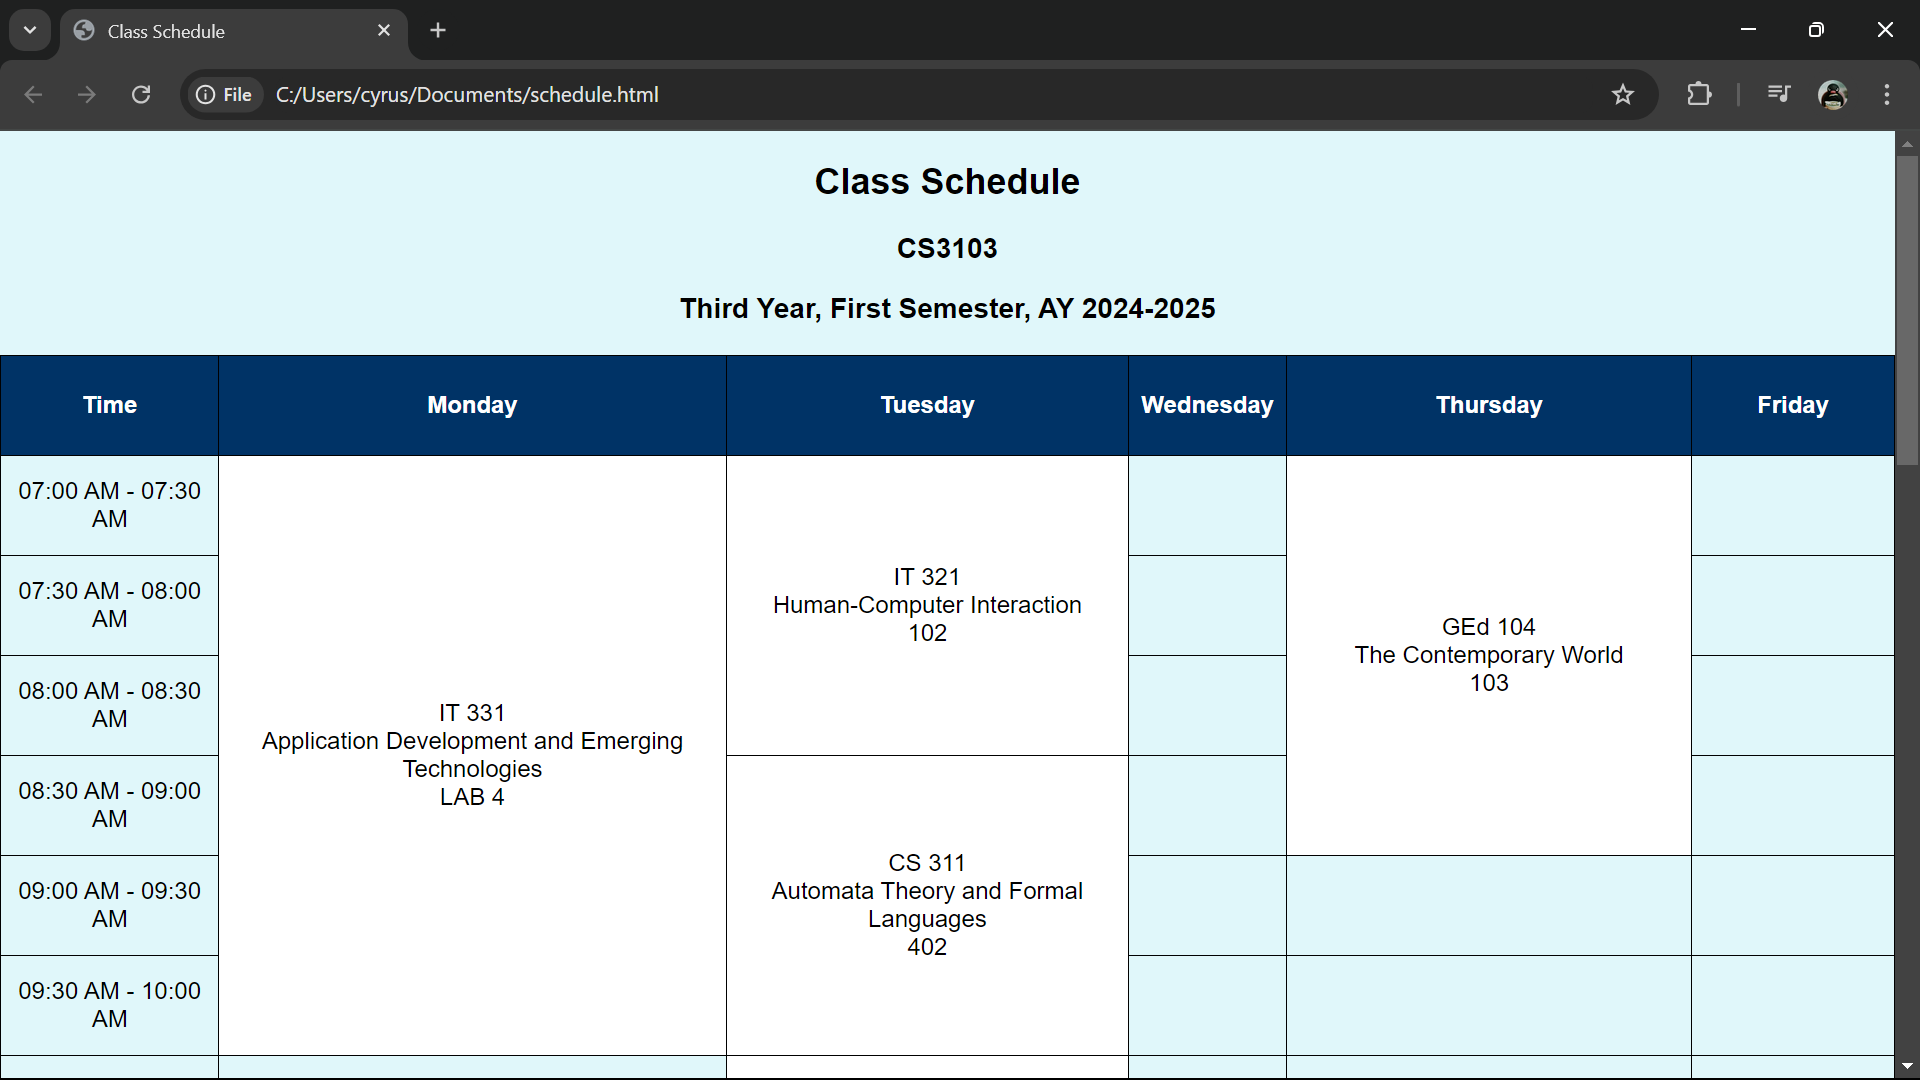 Class Schedule
File
C:/Users/cyrus/Documents/schedule.html
Class Schedule
CS3103
Third Year, First Semester, AY 2024-2025
Time
Monday
Tuesday
Wednesday
Thursday
Friday
07:00 AM - 07:30
AM
07:30 AM - 08:00
AM
08:00 AM - 08:30
AM
08:30 AM - 09:00
AM
09:00 AM - 09:30
AM
09:30 AM - 10:00
AM
IT 331
Application Development and Emerging
Technologies
LAB 4
IT 321
Human-Computer Interaction
102
CS 311
Automata Theory and Formal
Languages
402
GEd 104
The Contemporary World
103